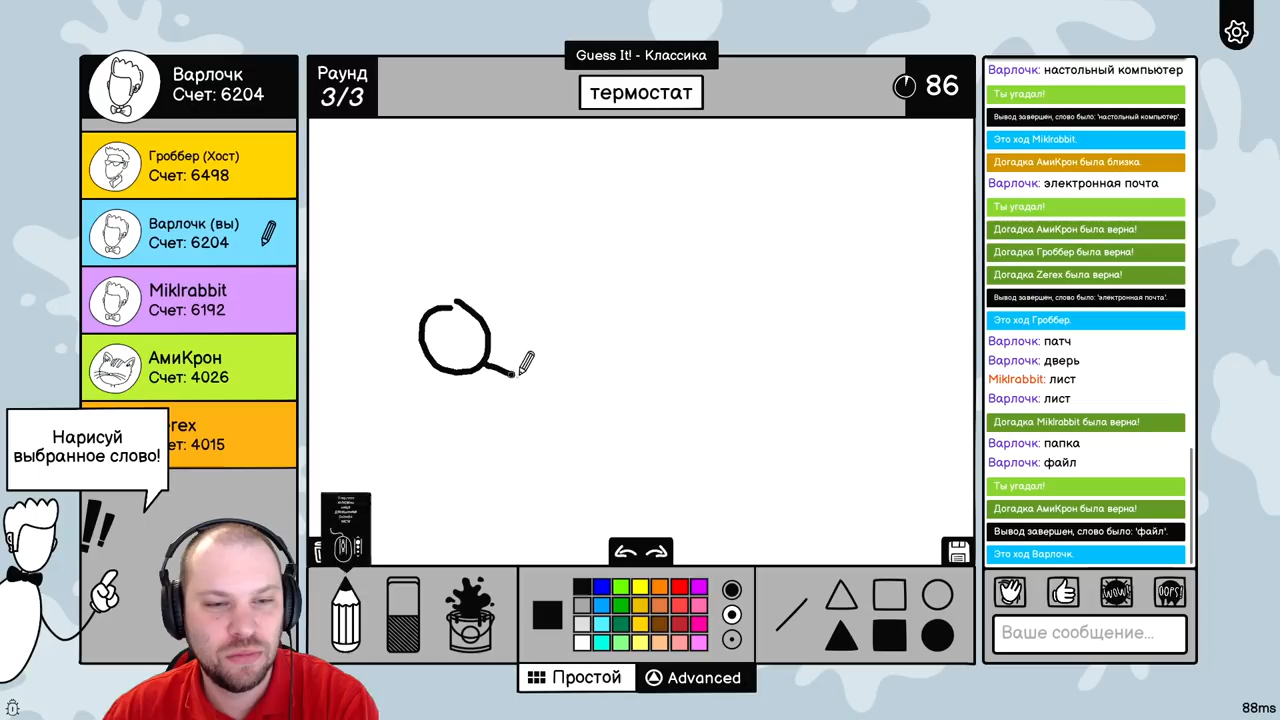 Guess It! - Классика
Варлочк
Счет: 6204
Раунд
3/3
термостат
86
Гроббер (Хост)
Счет: 6498
Варлочк (вы)
Счет: 6204
Miklrabbit
Счет: 6192
АмиКрон
Счет: 4026
erex
ет: 4015
Нарисуй
выбранное слово!
Варлочк: настольный компьютер
Ты угадал!
Вывод завершен, слово было: 'настольный компьютер'.
Это ход Miklrabbit.
Догадка АмиКрон была близка.
Варлочк: электронная почта
Ты угадал!
Догадка АмиКрон была верна!
Догадка Гроббер была верна!
Догадка Zerex была верна!
Вывод завершен, слово было: 'электронная почта'.
Это ход Гроббер.
Варлочк: патч
Варлочк: дверь
Miklrabbit: лист
Варлочк: лист
Догадка Miklrabbit была верна!
Варлочк: папка
Варлочк: файл
Ты угадал!
Догадка АмиКрон была верна!
Вывод завершен, слово было: 'файл'.
Это ход Варлочк.
WOW!
OOPS!
Ваше сообщение...
Простой
Advanced
88ms